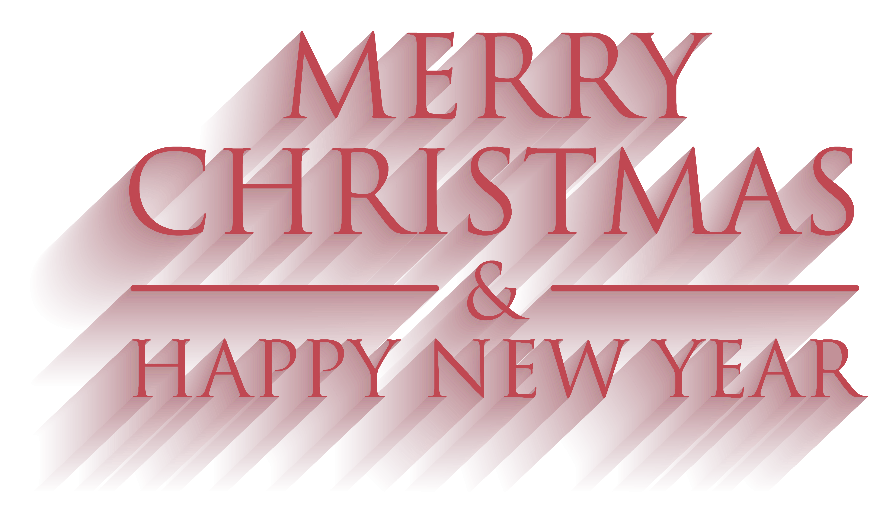 MERRY
CHRISTMAS
&
HAPPY NEW YEAR